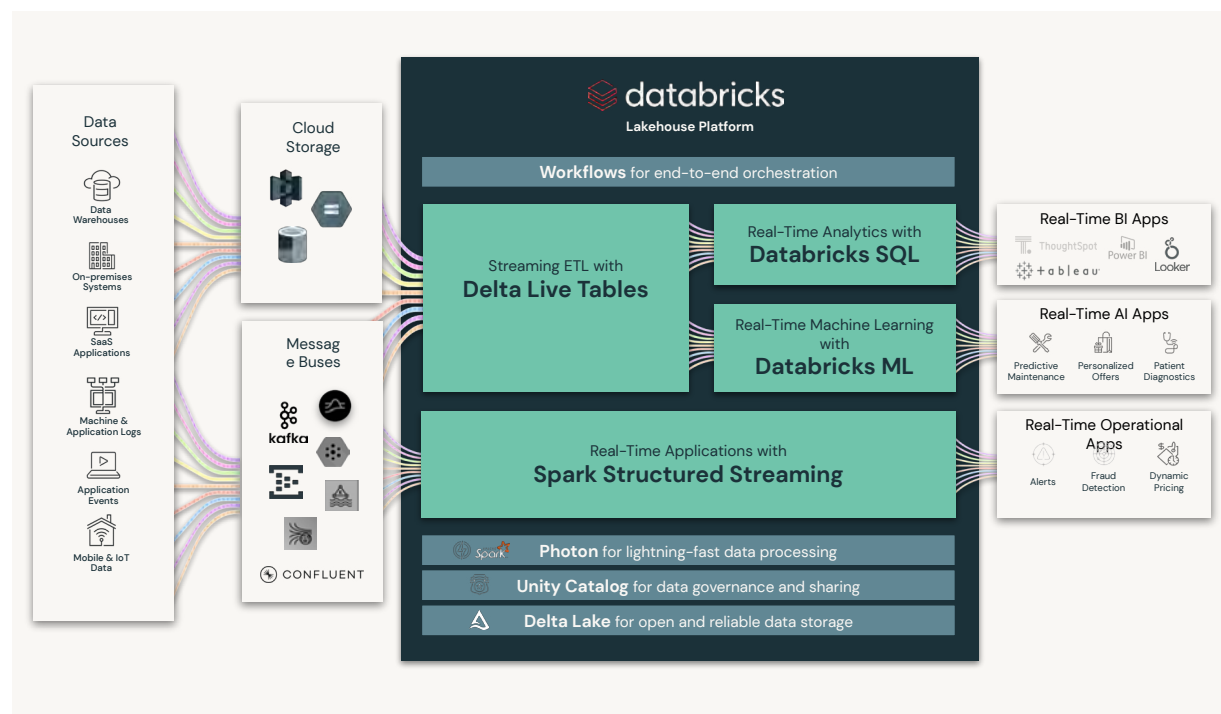 Data
Sources
Data
Warehouses
On-premises
Systems
SaaS
Applications
Machine &
Application Logs
Application
Events
Mobile & IoT
Data
Cloud
Storage
Messag
e Buses
kafka
CONFLUENT
databricks
Lakehouse Platform
Workflows for end-to-end orchestration
Streaming ETL with
Delta Live Tables
Real-Time Analytics with
Databricks SQL
Real-Time Machine Learning
with
Databricks ML
Real-Time Applications with
Spark Structured Streaming
Spark
Photon for lightning-fast data processing
Unity Catalog for data governance and sharing
Delta Lake for open and reliable data storage
Real-Time BI Apps
ThoughtSpot
Power BI
Looker
+ a b l e a u
Real-Time AI Apps
Predictive
Maintenance
Personalized
Offers
Patient
Diagnostics
Real-Time Operational
Apps
Alerts
Fraud
Detection
Dynamic
Pricing